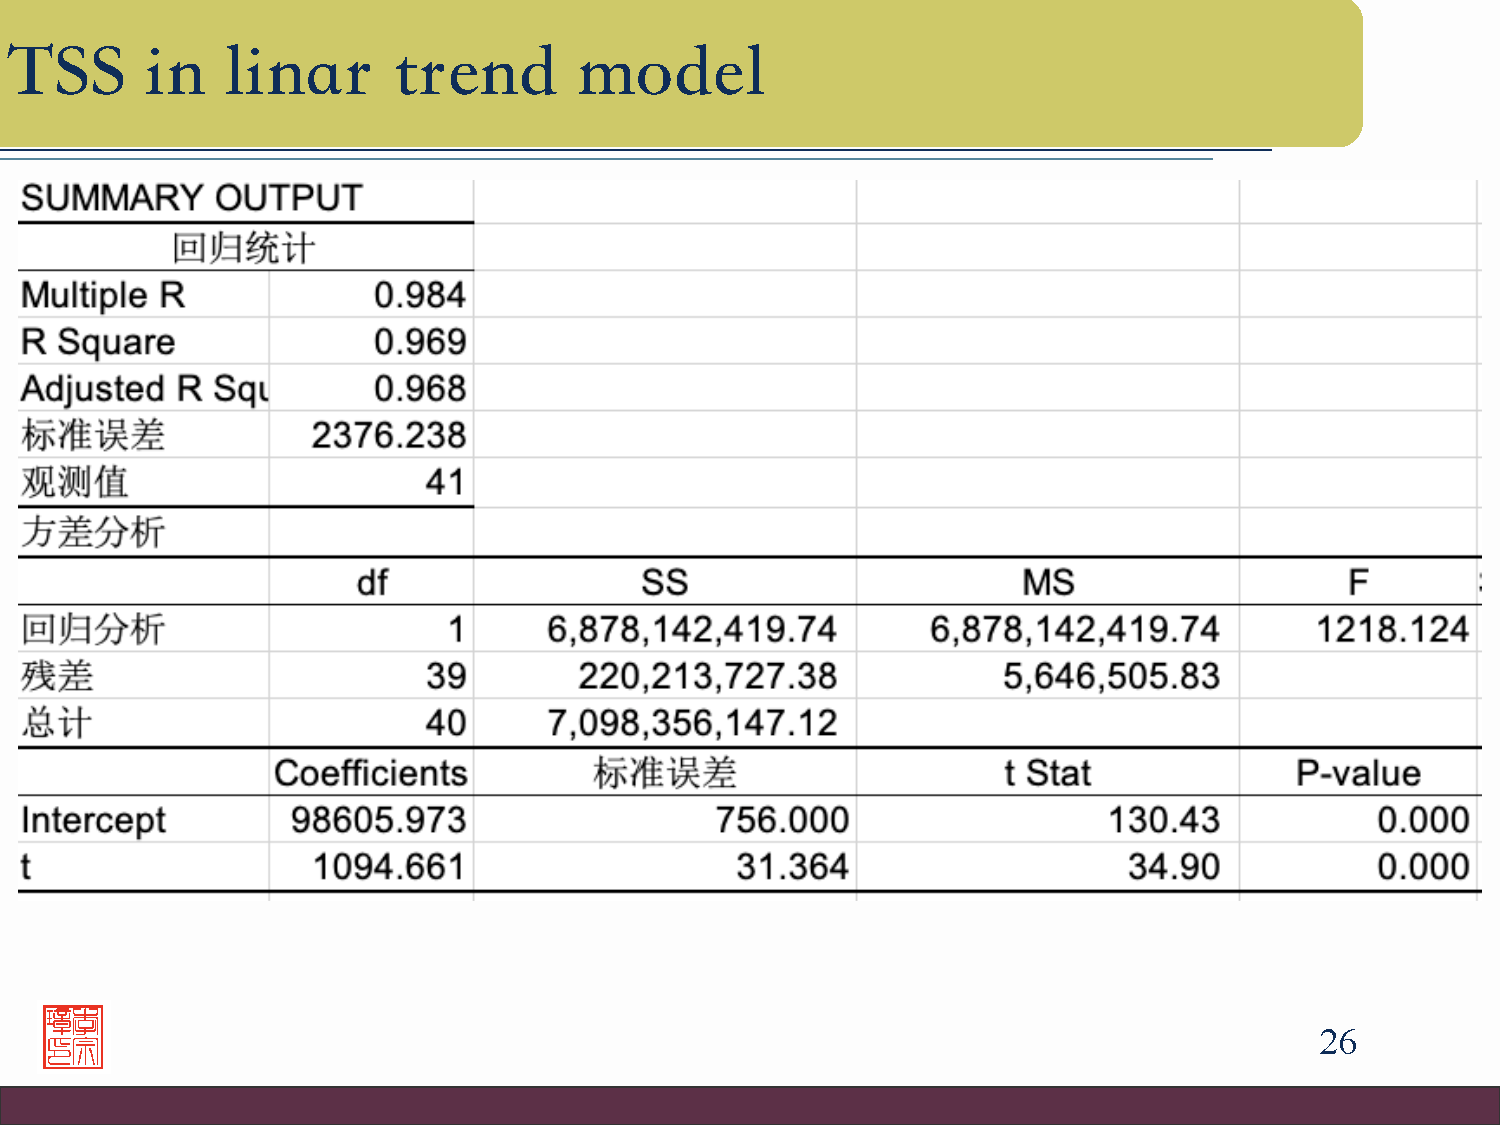 TSS in linar trend model
SUMMARY OUTPUT
回归统计
Multiple R 0.984
R Square 0.969
Adjusted R Squ 0.968
标准误差 2376.238
观测值 41
方差分析
df SS MS F
回归分析 1 6,878,142,419.74 6,878,142,419.74 1218.124
残差 39 220,213,727.38 5,646,505.83
总计 40 7,098,356,147.12
Coefficients 标准误差 t Stat P-value
Intercept 98605.973 756.000 130.43 0.000
t 1094.661 31.364 34.90 0.000
26